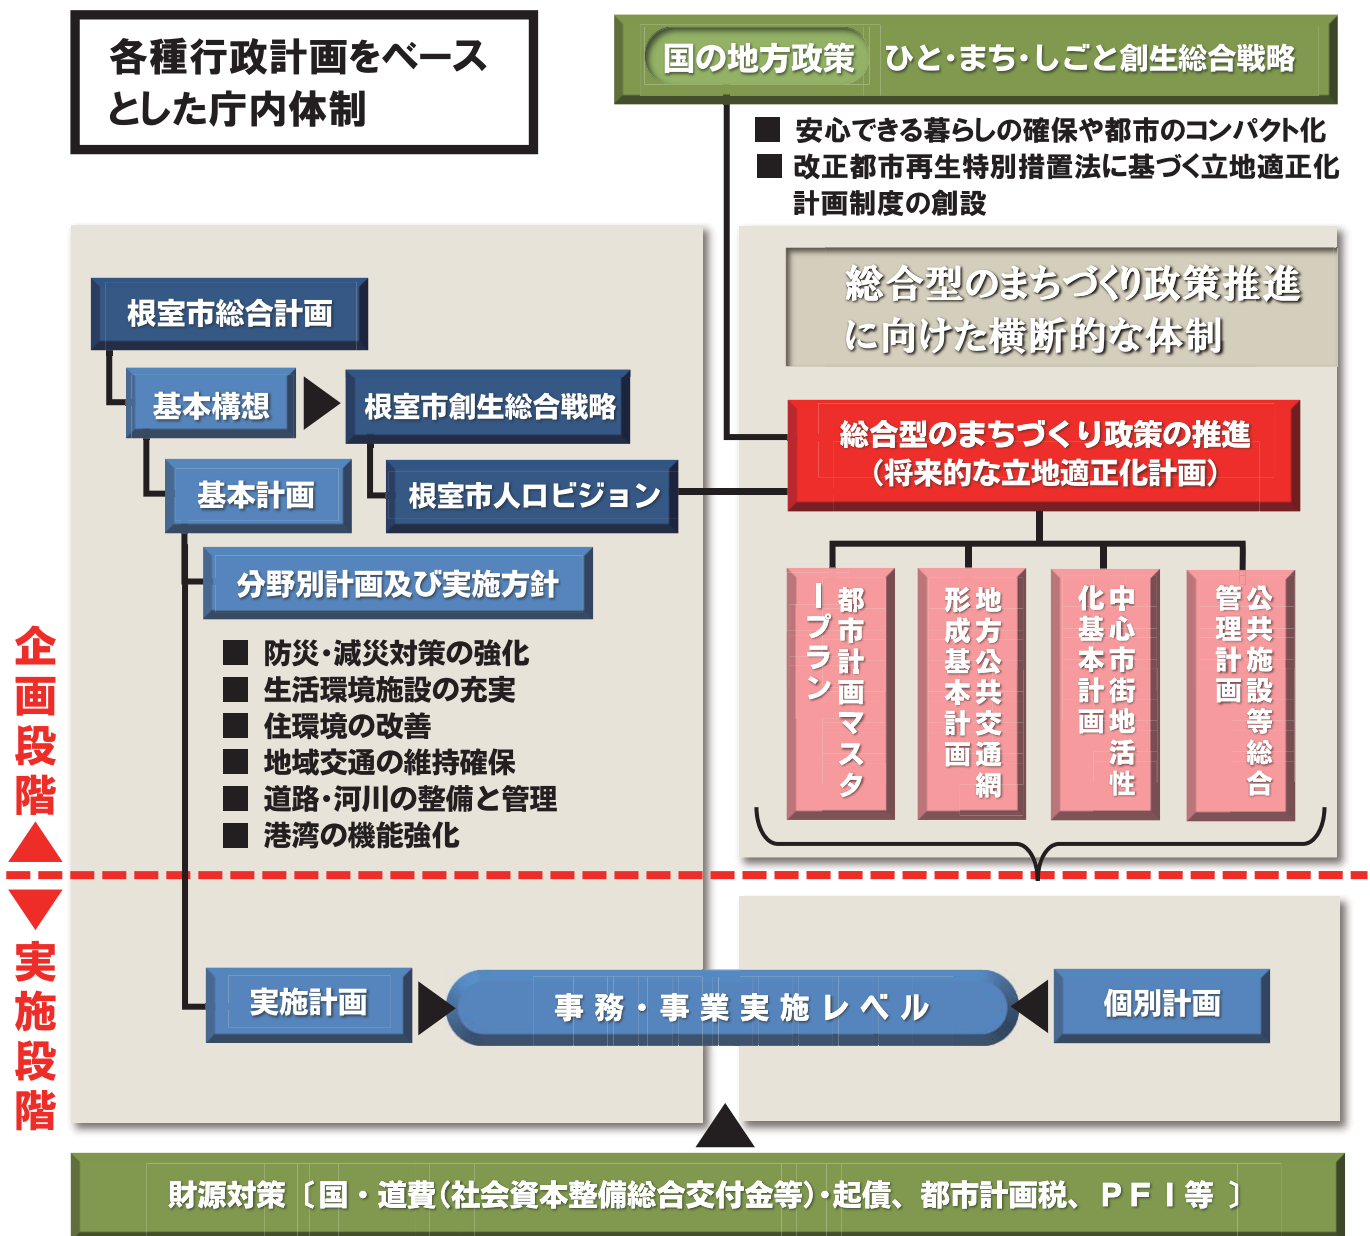 各種行政計画をベース
とした庁内体制
国の地方政策 ひと・まち・しごと創生総合戦略
■ 安心できる暮らしの確保や都市のコンパクト化
■ 改正都市再生特別措置法に基づく立地適正化
計画制度の創設
総合型のまちづくり政策推進
に向けた横断的な体制
根室市総合計画
基本構想
根室市創生総合戦略
基本計画
根室市人口ビジョン
分野別計画及び実施方針
■ 防災・減災対策の強化
■ 生活環境施設の充実
■ 住環境の改善
■ 地域交通の維持確保
■ 道路・河川の整備と管理
■ 港湾の機能強化
総合型のまちづくり政策の推進
（将来的な立地適正化計画）
都市計画マスタ
ープラン
地方公共交通網
形成基本計画
中心市街地活性
化基本計画
公共施設等総合
管理計画
企画段階
実施段階
実施計画
事務・事業実施レベル
個別計画
財源対策〔国・道費（社会資本整備総合交付金等）・起債、都市計画税、ＰＦＩ等 〕